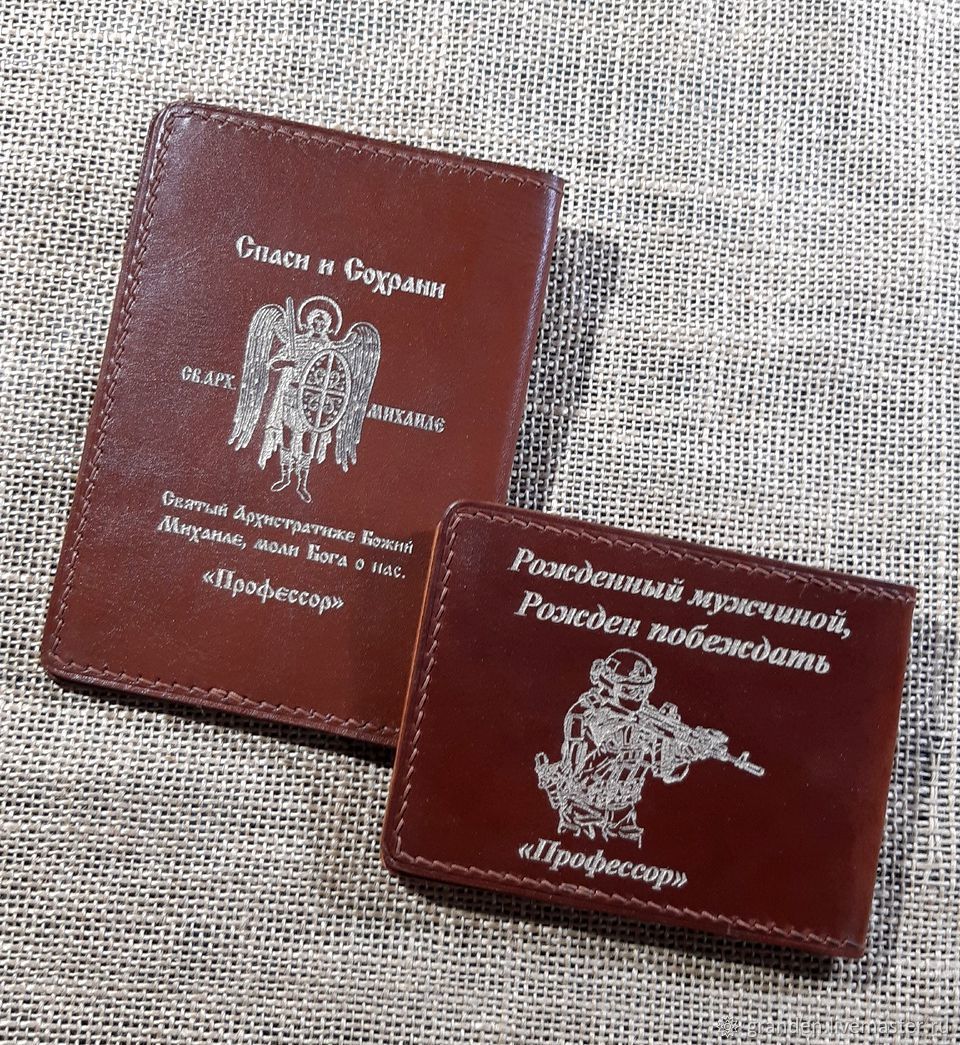 Спаси и Сохрани
СВ.АРХ.
МИХАИЛЕ
Святый Архистратиже Божий
Михаиле, моли Бога о нас.
«Профессор»
Рожденный мужчиной,
Рожден побеждать
«Профессор»
granden.livemaster.ru